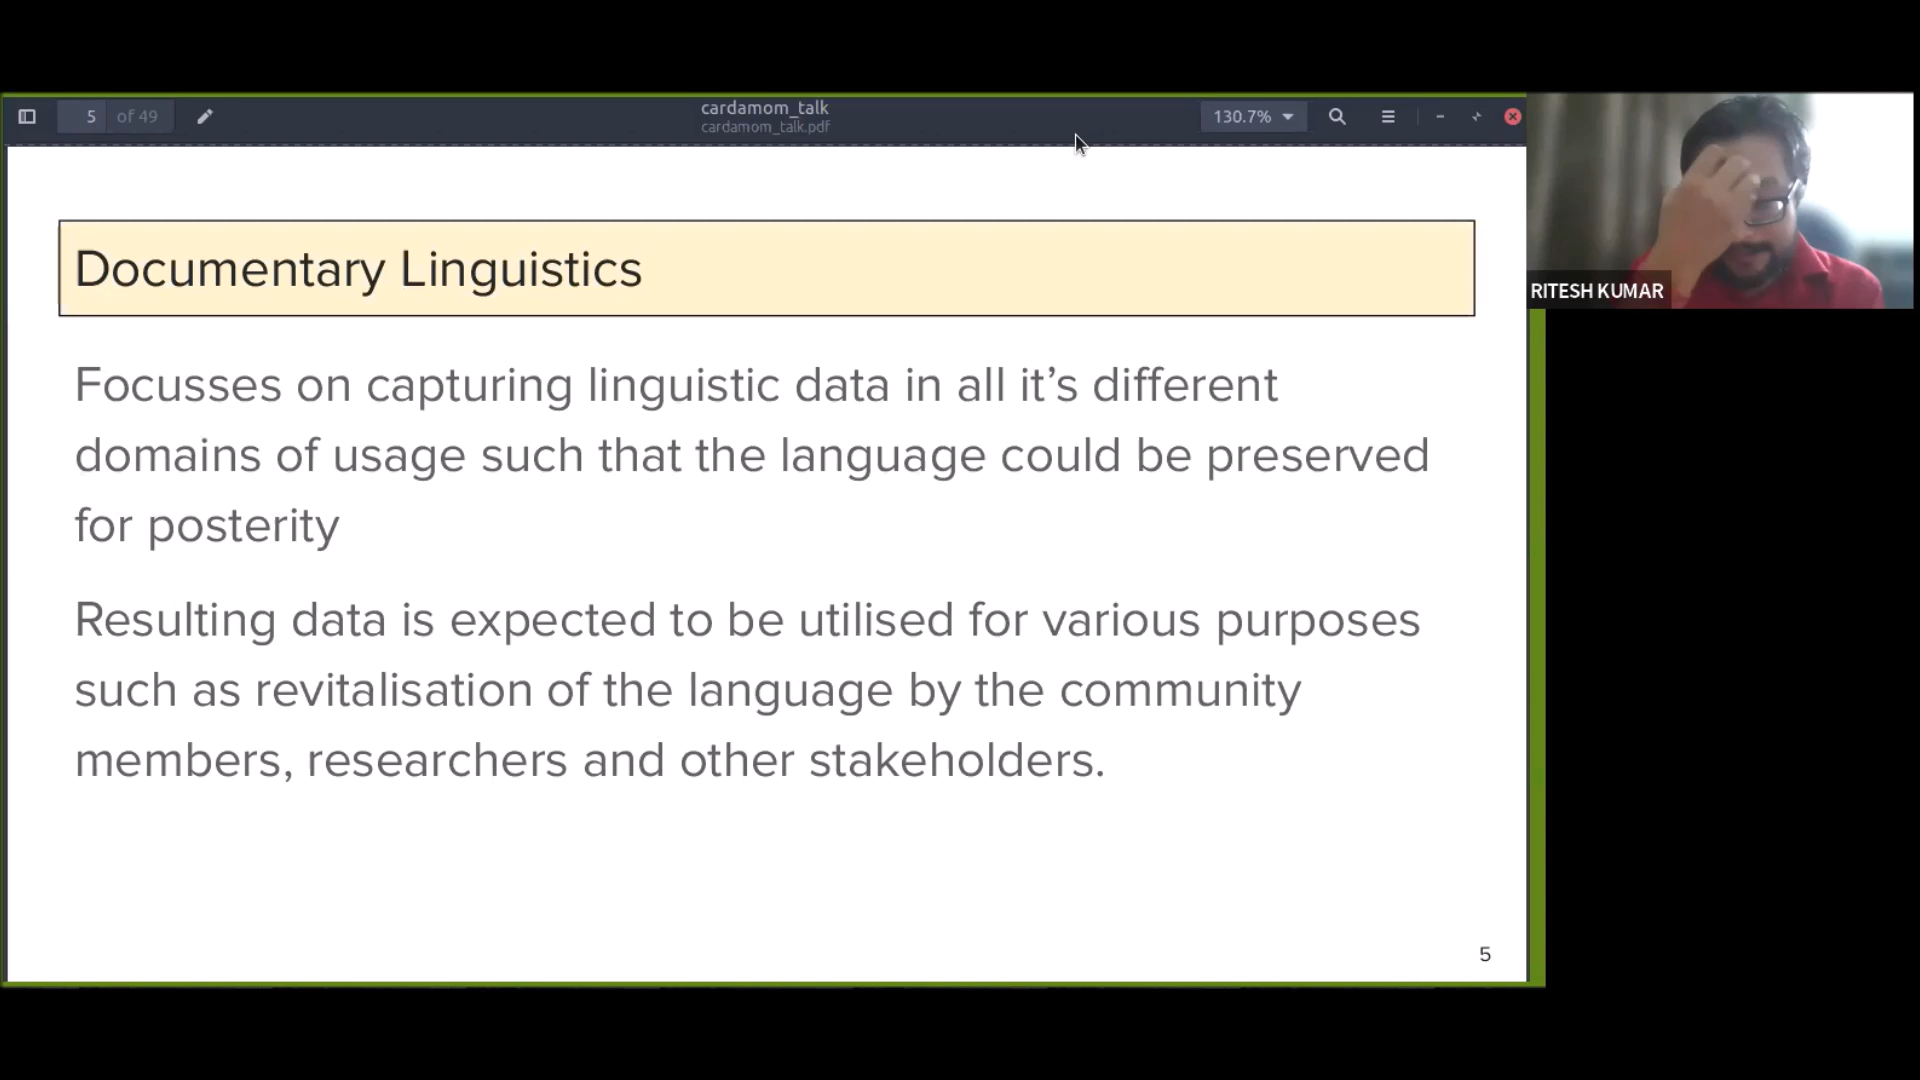 5 of 49
cardamom_talk
cardamom_talk.pdf
130.7%
Documentary Linguistics
Focusses on capturing linguistic data in all it’s different
domains of usage such that the language could be preserved
for posterity
Resulting data is expected to be utilised for various purposes
such as revitalisation of the language by the community
members, researchers and other stakeholders.
5
RITESH KUMAR